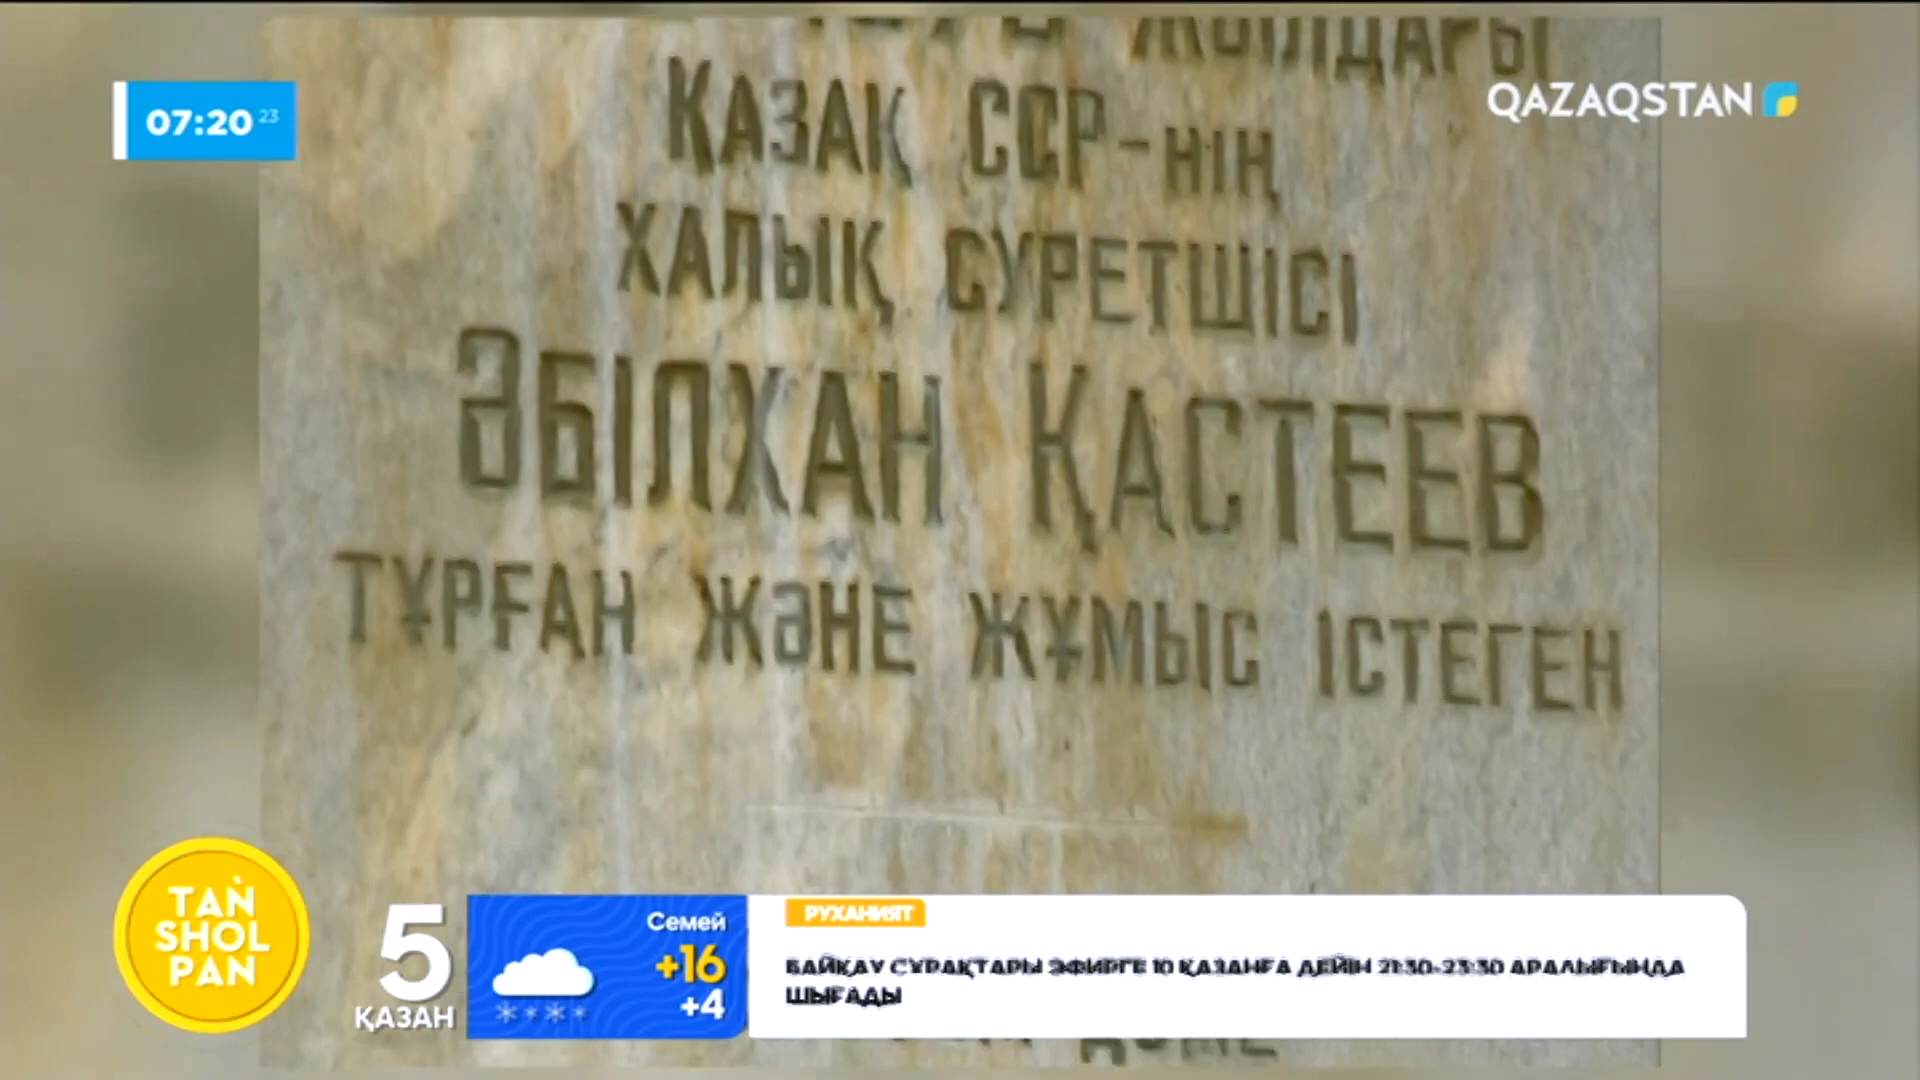 ЖЫЛДАРЫ
ҚАЗАҚ ССР-НІҢ
ХАЛЫҚ СУРЕТШІСІ
ӘБІЛХАН ҚАСТЕЕВ
ТҰРҒАН ЖӘНЕ ЖҰМЫС ІСТЕГЕН
07:20 23
QAZAQSTAN
TAŃ
SHOL
PAN
5
ҚАЗАН
Семей
+16
+4
РУХАНИЯТ
БАЙҚАУ СҰРАҚТАРЫ ЭФИРГЕ 10 ҚАЗАНҒА ДЕЙІН 21:30-23:30 АРАЛЫҒЫНДА
ШЫҒАДЫ